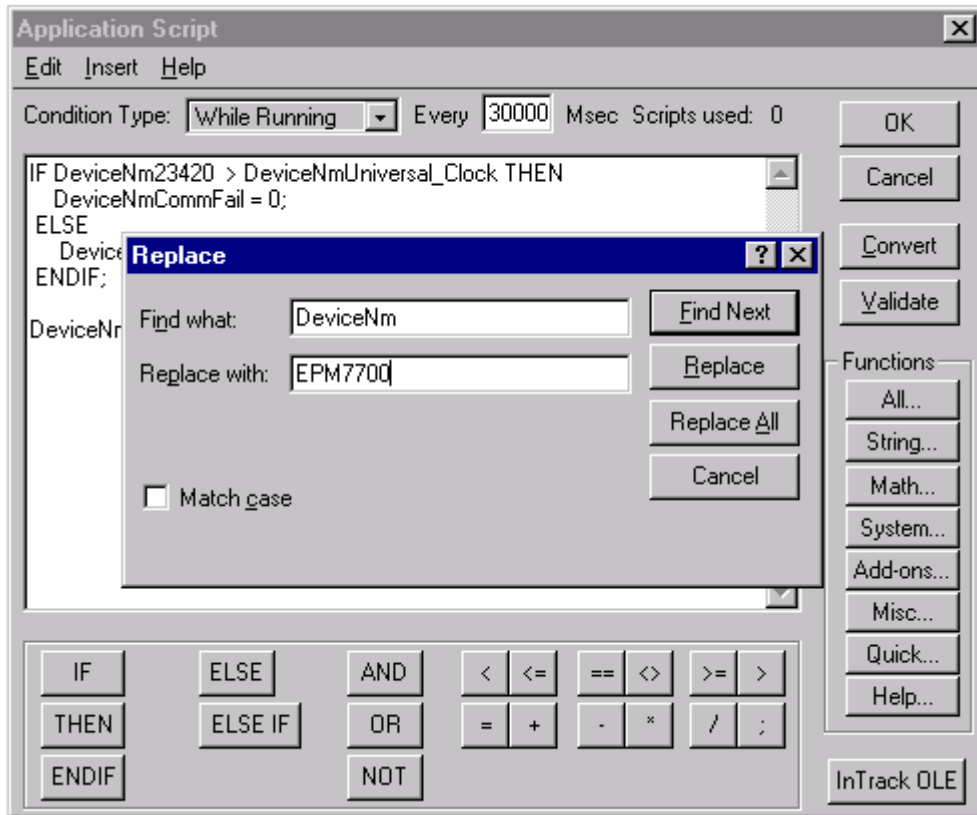 Application Script
Edit Insert Help
Condition Type: While Running Every 30000 Msec Scripts used: 0
OK
Cancel
Convert
Validate
IF DeviceNm23420 > DeviceNmUniversal_Clock THEN
DeviceNmCommFail = 0;
ELSE
Device
ENDIF;
DeviceNm
Replace ?
Find what: DeviceNm
Replace with: EPM7700
Match case
Find Next
Replace
Replace All
Cancel
Functions
All...
String...
Math...
System...
Add-ons...
Misc...
Quick...
Help...
IF ELSE AND < <= == <> >= >
THEN ELSE IF OR = + - * / ;
ENDIF NOT
InTrack OLE